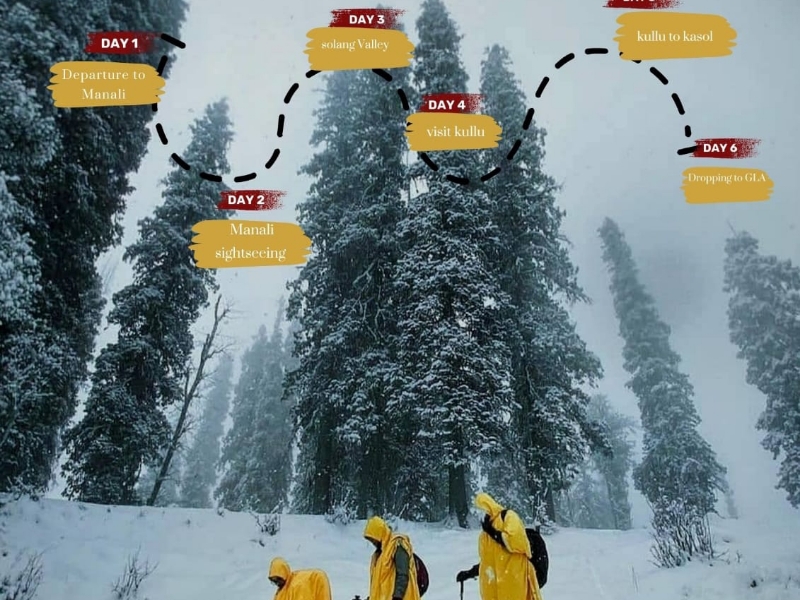 DAY 1
Departure to
Manali
DAY 2
Manali
sightseeing
DAY 3
solang Valley
DAY 4
visit kullu
kullu to kasol
DAY 6
Dropping to GLA